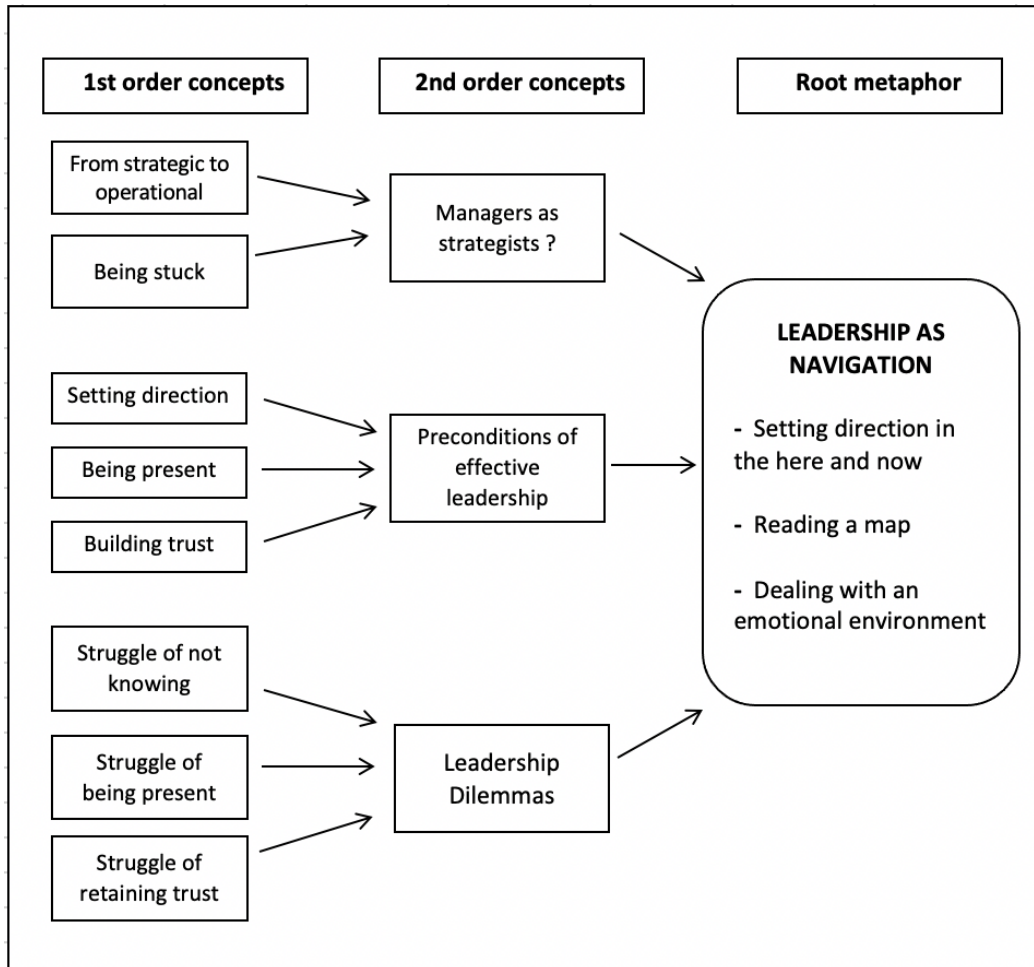 1st order concepts
2nd order concepts
Root metaphor
From strategic to
operational
Being stuck
Managers as
strategists ?
Setting direction
Being present
Building trust
Preconditions of
effective
leadership
Struggle of not
knowing
Struggle of
being present
Struggle of
retaining trust
Leadership
Dilemmas
LEADERSHIP AS
NAVIGATION
- Setting direction in
the here and now
- Reading a map
- Dealing with an
emotional environment